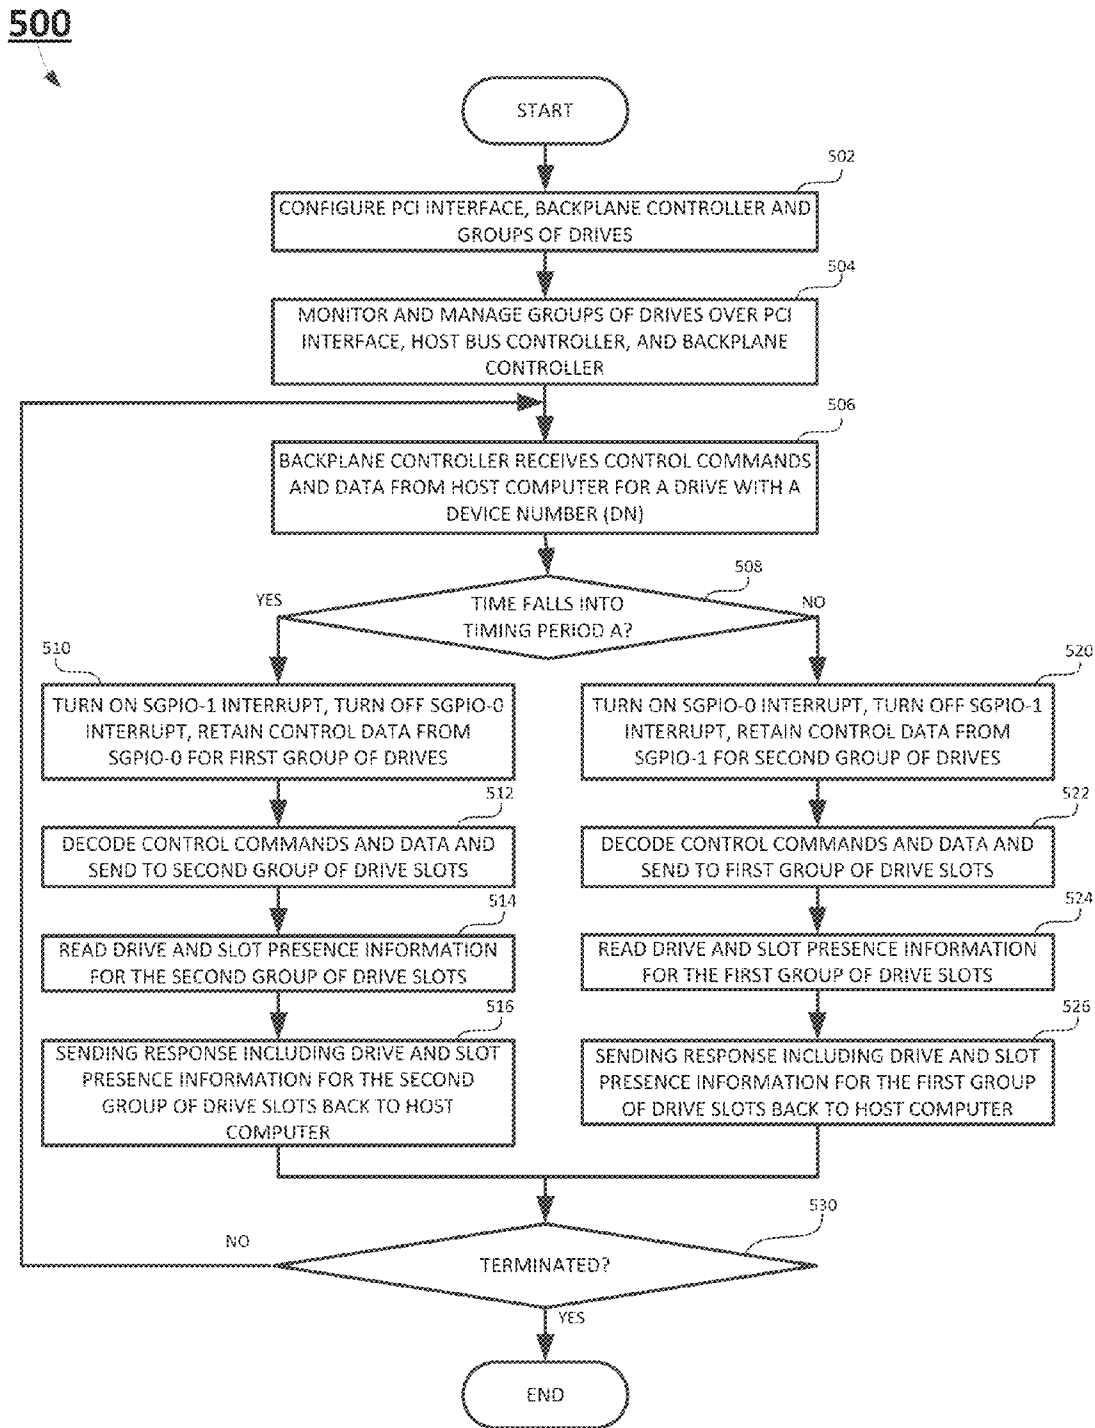 500
START
502
CONFIGURE PCI INTERFACE, BACKPLANE CONTROLLER AND
GROUPS OF DRIVES
504
MONITOR AND MANAGE GROUPS OF DRIVES OVER PCI
INTERFACE, HOST BUS CONTROLLER, AND BACKPLANE
CONTROLLER
506
BACKPLANE CONTROLLER RECEIVES CONTROL COMMANDS
AND DATA FROM HOST COMPUTER FOR A DRIVE WITH A
DEVICE NUMBER (DN)
508
YES
TIME FALLS INTO
TIMING PERIOD A?
NO
510
TURN ON SGPIO-1 INTERRUPT, TURN OFF SGPIO-0
INTERRUPT, RETAIN CONTROL DATA FROM
SGPIO-0 FOR FIRST GROUP OF DRIVES
512
DECODE CONTROL COMMANDS AND DATA AND
SEND TO SECOND GROUP OF DRIVE SLOTS
514
READ DRIVE AND SLOT PRESENCE INFORMATION
FOR THE SECOND GROUP OF DRIVE SLOTS
516
SENDING RESPONSE INCLUDING DRIVE AND SLOT
PRESENCE INFORMATION FOR THE SECOND
GROUP OF DRIVE SLOTS BACK TO HOST
COMPUTER
520
TURN ON SGPIO-0 INTERRUPT, TURN OFF SGPIO-1
INTERRUPT, RETAIN CONTROL DATA FROM
SGPIO-1 FOR SECOND GROUP OF DRIVES
522
DECODE CONTROL COMMANDS AND DATA AND
SEND TO FIRST GROUP OF DRIVE SLOTS
524
READ DRIVE AND SLOT PRESENCE INFORMATION
FOR THE FIRST GROUP OF DRIVE SLOTS
526
SENDING RESPONSE INCLUDING DRIVE AND SLOT
PRESENCE INFORMATION FOR THE FIRST GROUP
OF DRIVE SLOTS BACK TO HOST COMPUTER
530
NO
TERMINATED?
YES
END